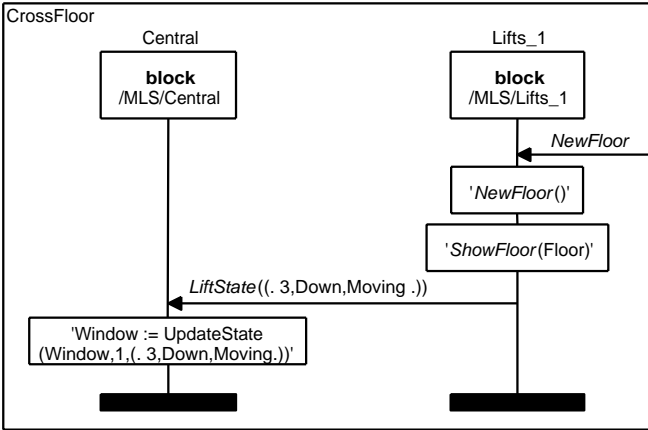 CrossFloor
Central
Lifts_1
block
/MLS/Central
block
/MLS/Lifts_1
NewFloor
'NewFloor()'
'ShowFloor(Floor)'
LiftState((. 3,Down,Moving .))
'Window := UpdateState
(Window,1,(. 3,Down,Moving.))'